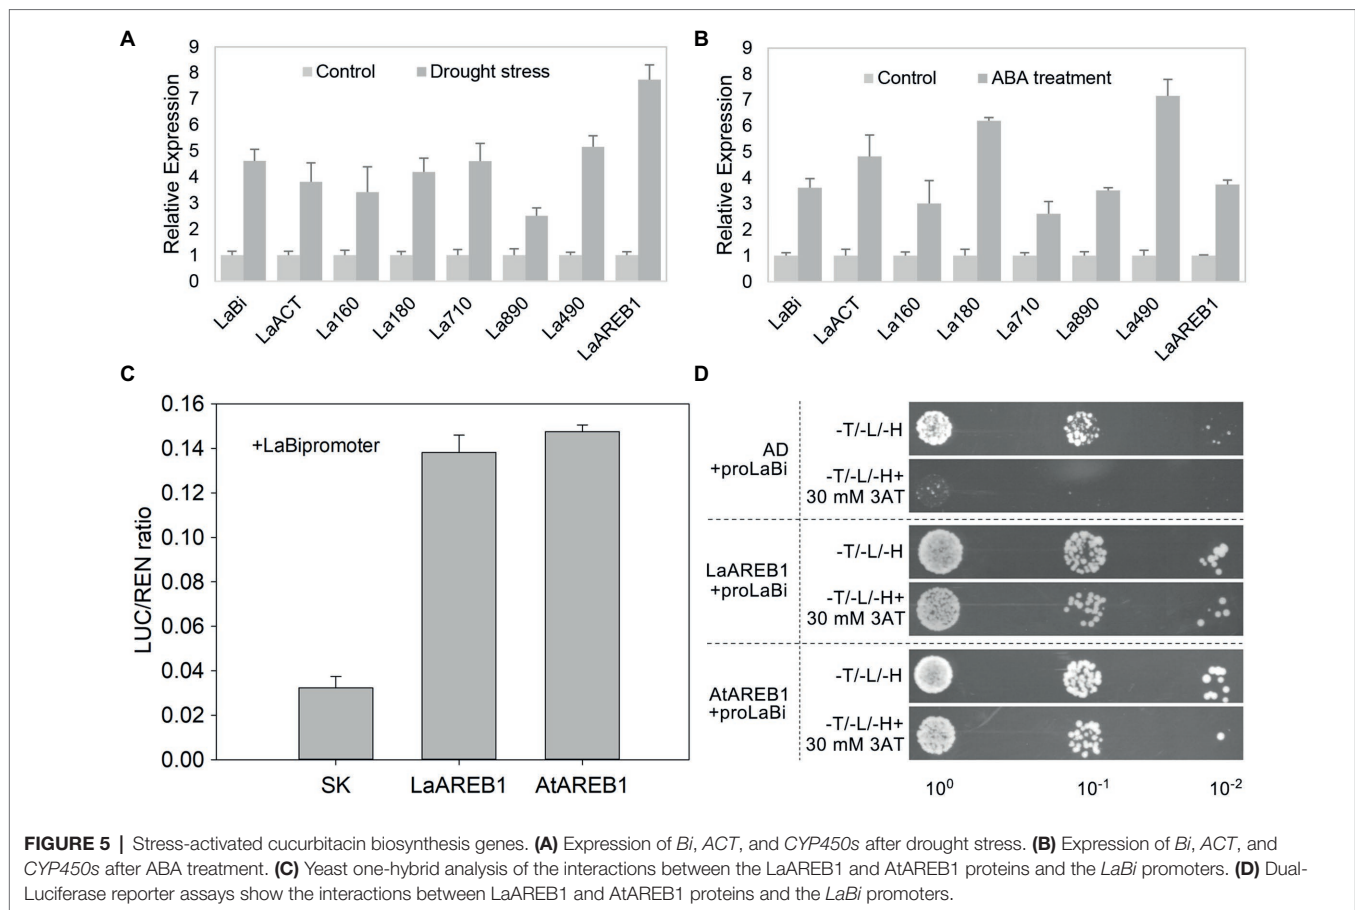 A
9
8
7
6
5
4
3
2
1
0
Relative Expression
Control
Drought stress
LaBi
LaACT
La160
La180
La710
La890
La490
LaAREB1
B
9
8
7
6
5
4
3
2
1
0
Relative Expression
Control
ABA treatment
LaBi
LaACT
La160
La180
La710
La890
La490
LaAREB1
C
0.16
0.14
0.12
0.10
0.08
0.06
0.04
0.02
0.00
LUC/REN ratio
+LaBipromoter
SK
LaAREB1
AtAREB1
D
AD
+proLaBi
-T/-L/-H
-T/-L/-H+
30 mM 3AT
LaAREB1
+proLaBi
-T/-L/-H
-T/-L/-H+
30 mM 3AT
AtAREB1
+proLaBi
-T/-L/-H
-T/-L/-H+
30 mM 3AT
10⁰
10⁻¹
10⁻²
FIGURE 5 | Stress-activated cucurbitacin biosynthesis genes. (A) Expression of Bi, ACT, and CYP450s after drought stress. (B) Expression of Bi, ACT, and
CYP450s after ABA treatment. (C) Yeast one-hybrid analysis of the interactions between the LaAREB1 and AtAREB1 proteins and the LaBi promoters. (D) Dual-
Luciferase reporter assays show the interactions between LaAREB1 and AtAREB1 proteins and the LaBi promoters.